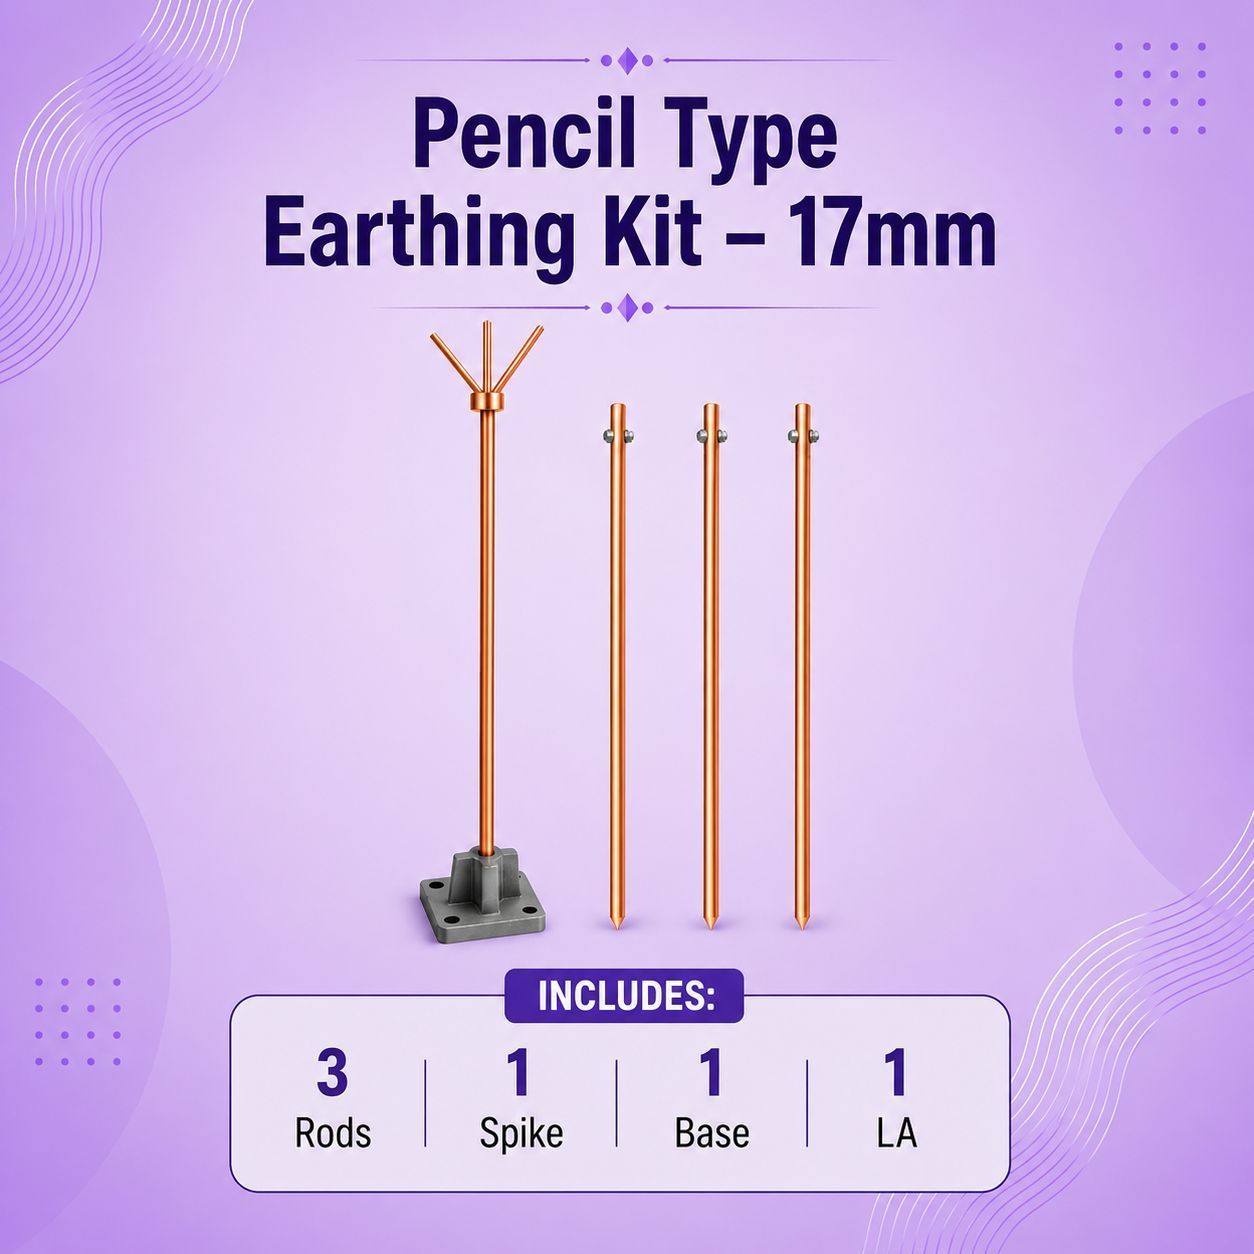 Pencil Type
Earthing Kit – 17mm
INCLUDES:
3
Rods
1
Spike
1
Base
1
LA